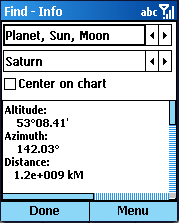 Find - Info abc
Planet, Sun, Moon
Saturn
Center on chart
Altitude:
53°08.41'
Azimuth:
142.03°
Distance:
1.2e+009 kM
Done Menu